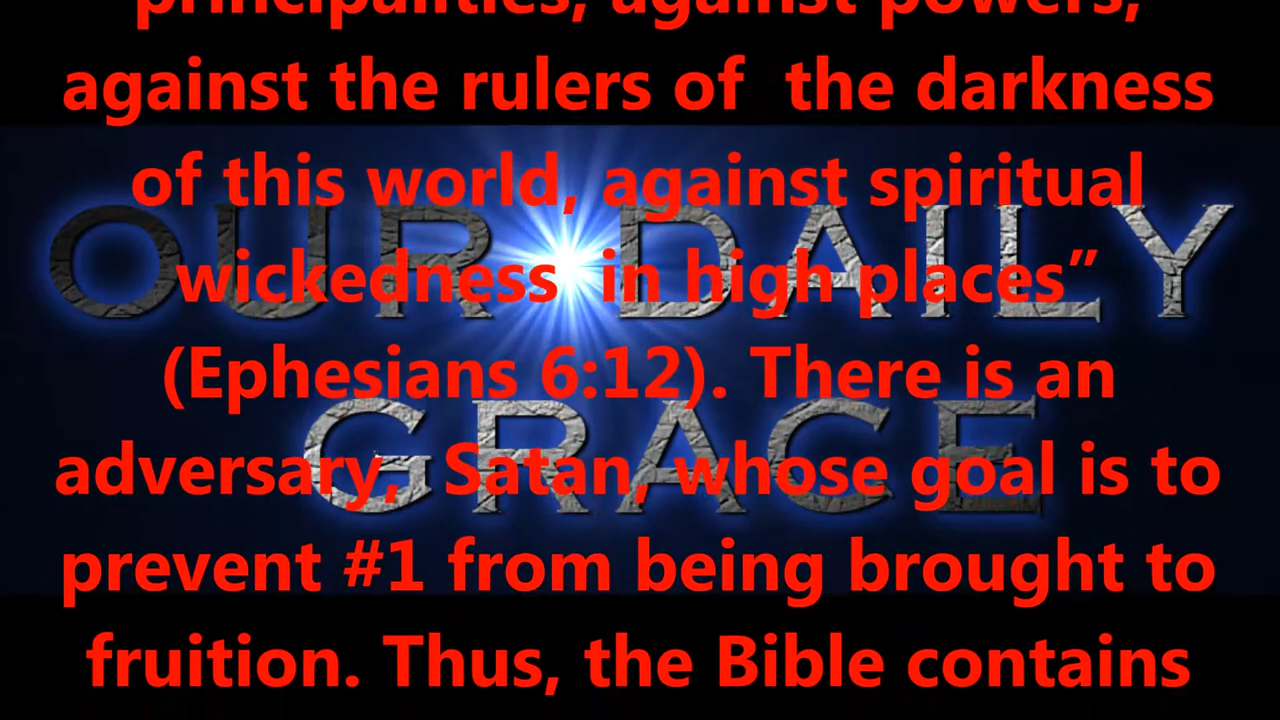 principalities, against powers,
against the rulers of  the darkness
of this world, against spiritual
OUR DAILY
wickedness  in high places”
(Ephesians 6:12). There is an
GRACE
adversary,  Satan, whose goal is to
prevent #1 from being brought to
fruition. Thus, the Bible contains